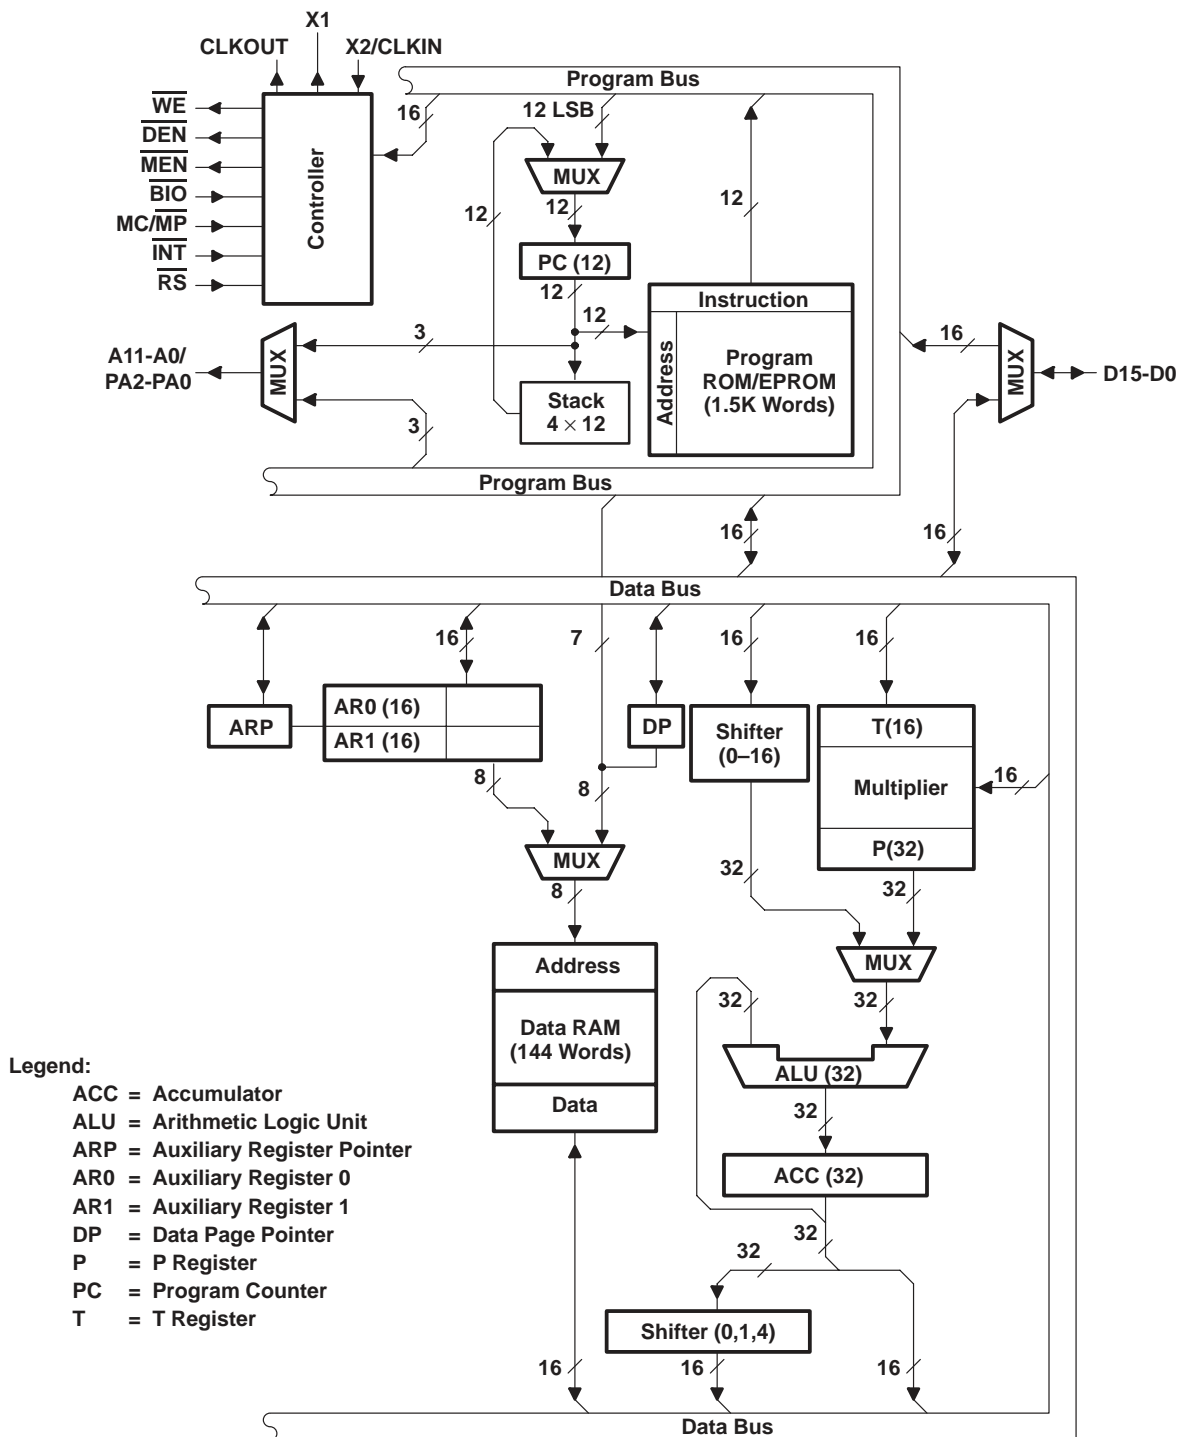 X1
CLKOUT
X2/CLKIN
Program Bus
WE
DEN
MEN
BIO
MC/MP
INT
RS
Controller
16
12 LSB
MUX
12
12
12
PC (12)
12
12
Instruction
Address
Program
ROM/EPROM
(1.5K Words)
Stack
4 × 12
3
A11-A0/
PA2-PA0
MUX
3
16
MUX
D15-D0
Program Bus
16
16
Data Bus
16
7
16
16
ARP
AR0 (16)
AR1 (16)
DP
Shifter
(0–16)
T(16)
Multiplier
P(32)
16
8
8
MUX
8
32
32
MUX
Address
Data RAM
(144 Words)
Data
32
32
ALU (32)
32
ACC (32)
32
32
Shifter (0,1,4)
16
16
16
Data Bus
Legend:
ACC = Accumulator
ALU = Arithmetic Logic Unit
ARP = Auxiliary Register Pointer
AR0 = Auxiliary Register 0
AR1 = Auxiliary Register 1
DP = Data Page Pointer
P = P Register
PC = Program Counter
T = T Register